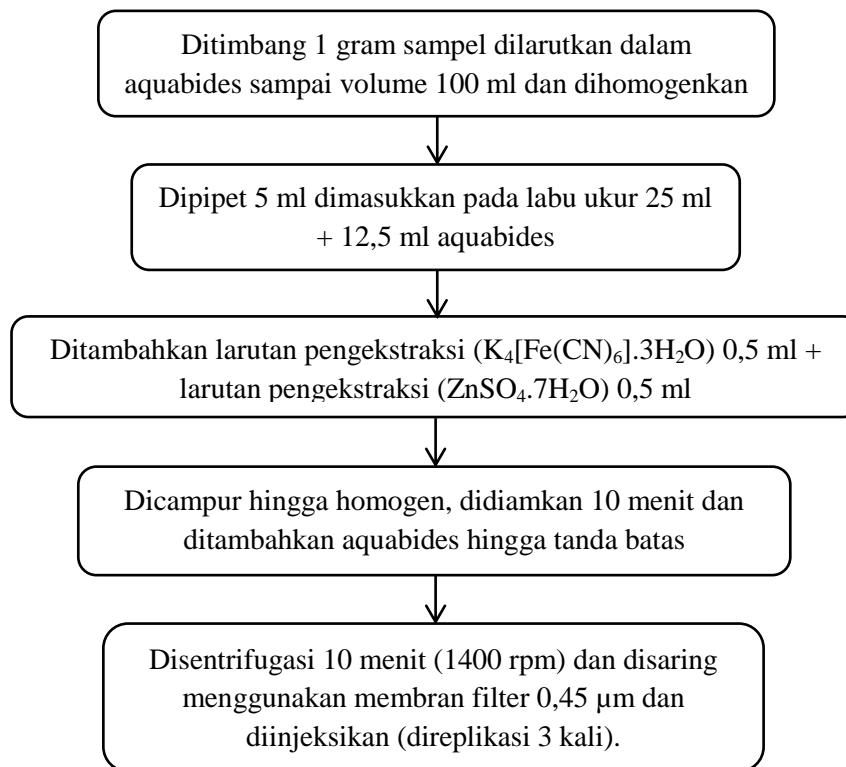 Ditimbang 1 gram sampel dilarutkan dalam
aquabides sampai volume 100 ml dan dihomogenkan
Dipipet 5 ml dimasukkan pada labu ukur 25 ml
+ 12,5 ml aquabides
Ditambahkan larutan pengekstraksi (K₄[Fe(CN)₆].3H₂O) 0,5 ml +
larutan pengekstraksi (ZnSO₄.7H₂O) 0,5 ml
Dicampur hingga homogen, didiamkan 10 menit dan
ditambahkan aquabides hingga tanda batas
Disentrifugasi 10 menit (1400 rpm) dan disaring
menggunakan membran filter 0,45 µm dan
diinjeksikan (direplikasi 3 kali).